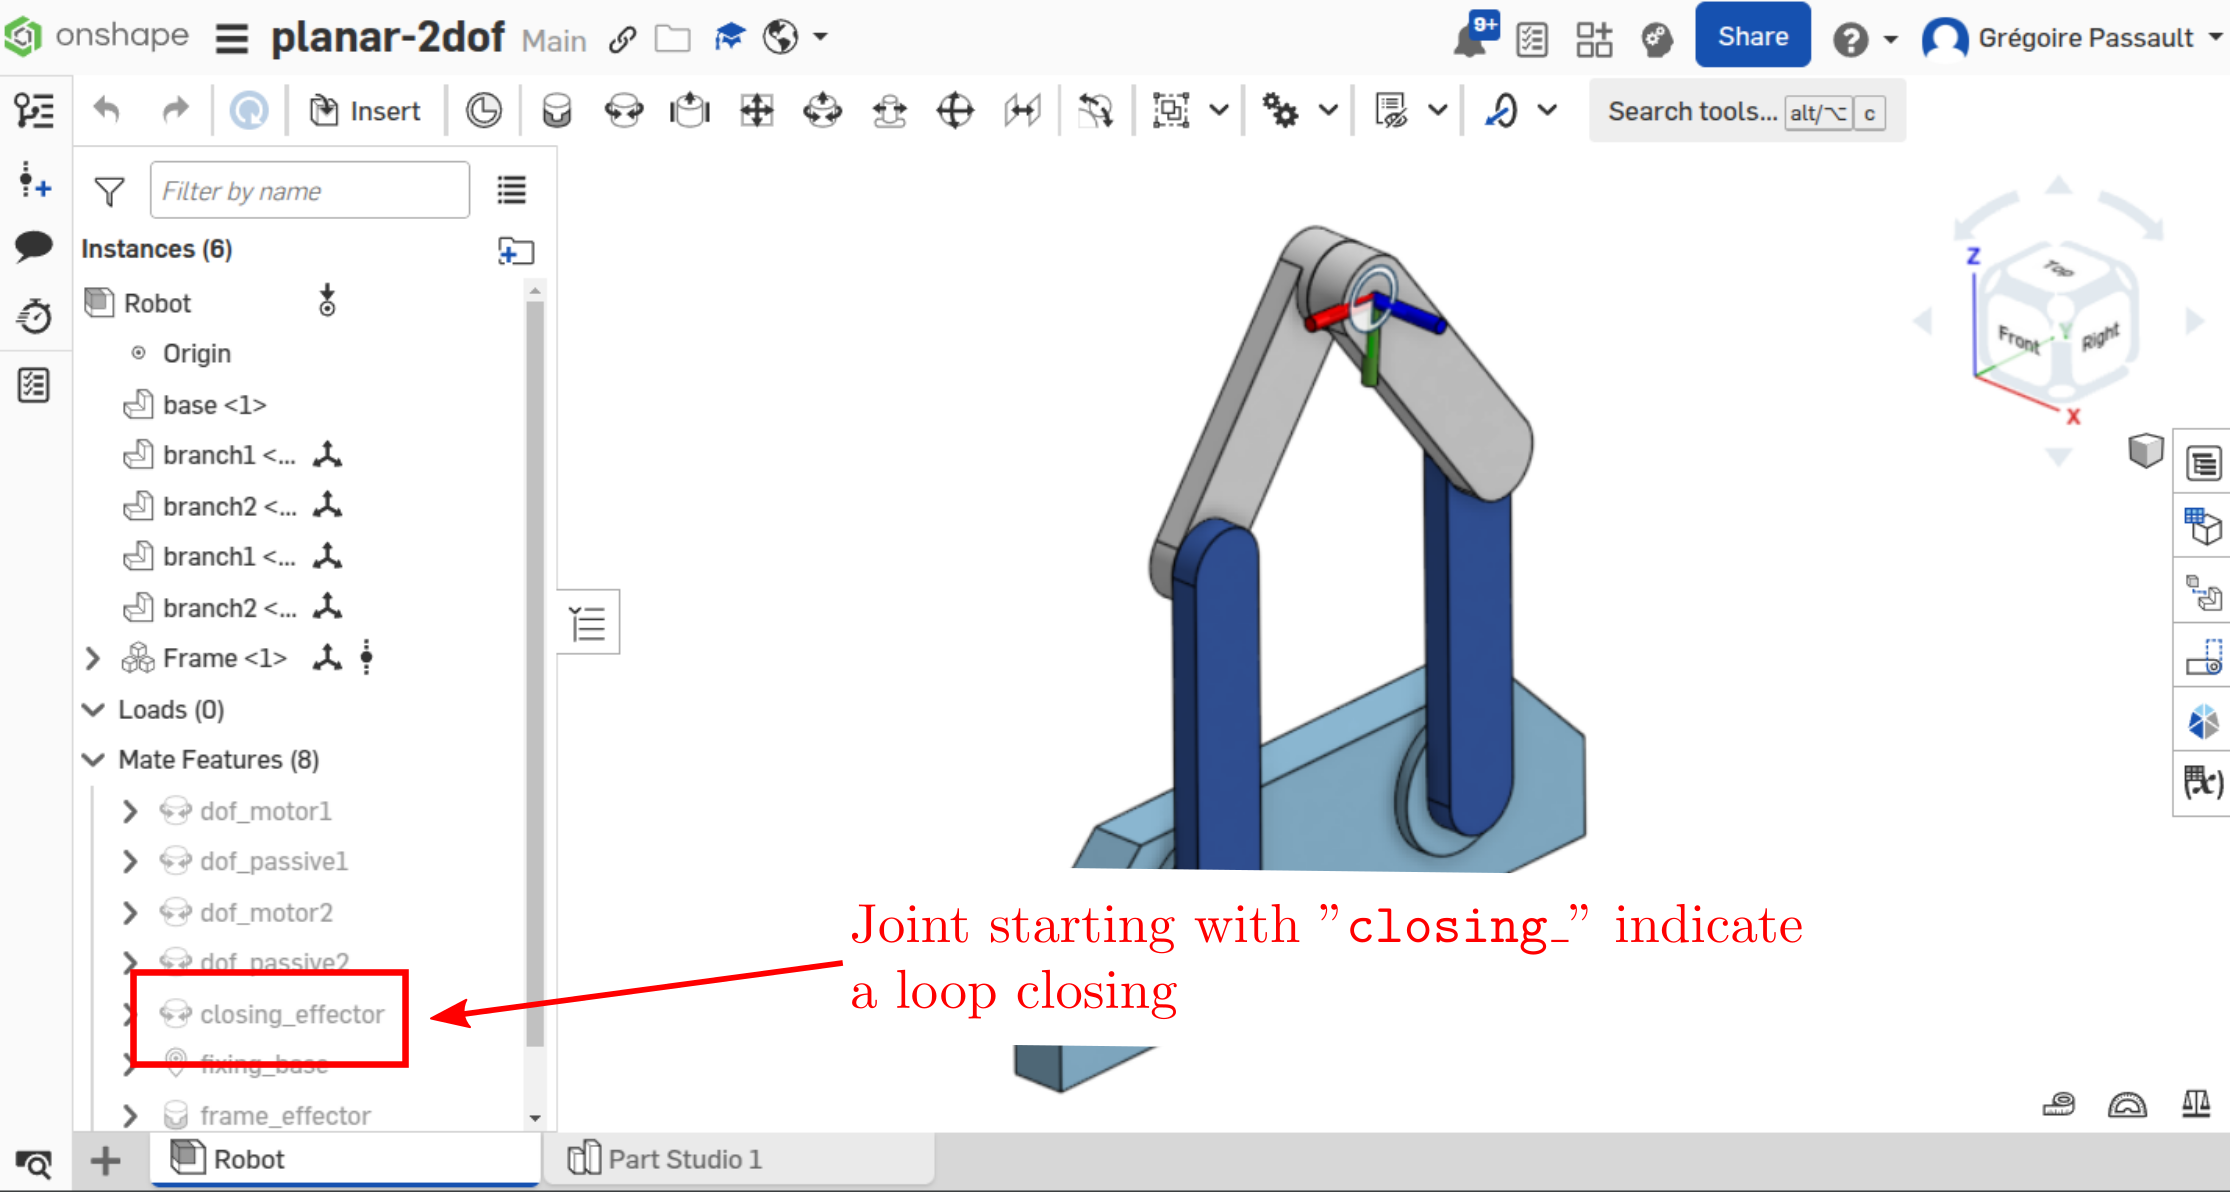 onshape planar-2dof Main
9+ Share Grégoire Passault
Insert Search tools... alt/⌥ c
Filter by name
Instances (6)
Robot
Origin
base <1>
branch1 <...
branch2 <...
branch1 <...
branch2 <...
Frame <1>
Loads (0)
Mate Features (8)
dof_motor1
dof_passive1
dof_motor2
dof_passive2
closing_effector
fixing_base
frame_effector
Z
Top
Front
Y
Right
X
(x)
Joint starting with ”closing_” indicate
a loop closing
Robot
Part Studio 1